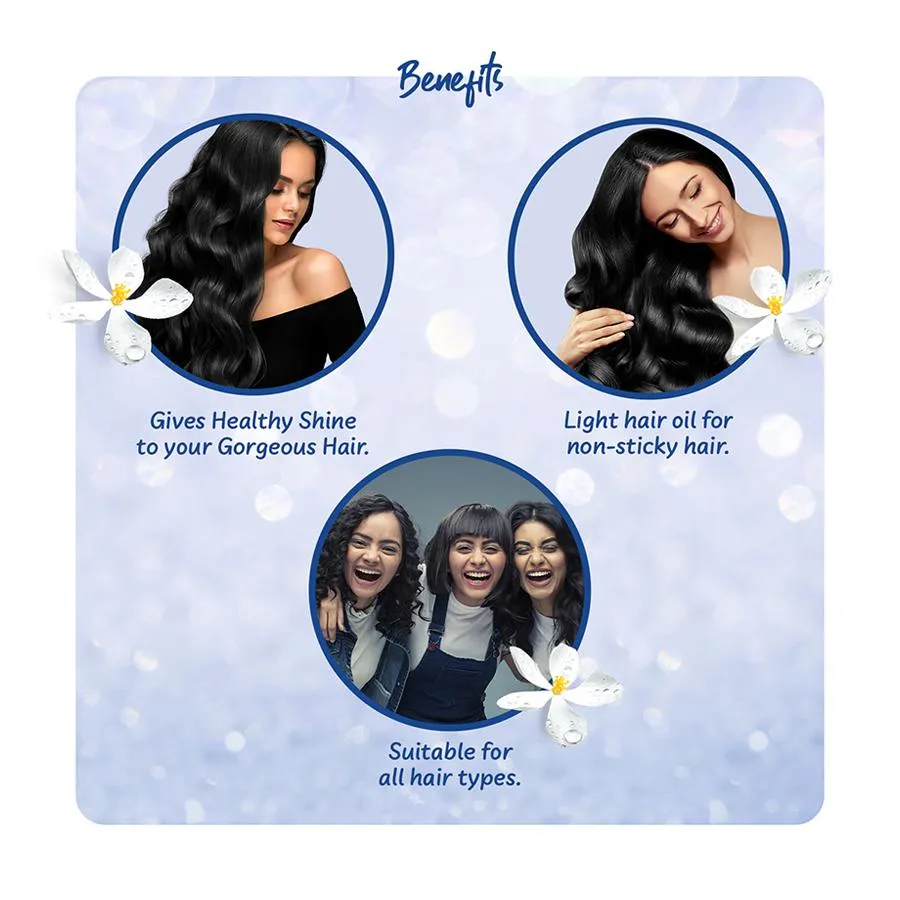 Benefits
Gives Healthy Shine
to your Gorgeous Hair.
Light hair oil for
non-sticky hair.
Suitable for
all hair types.